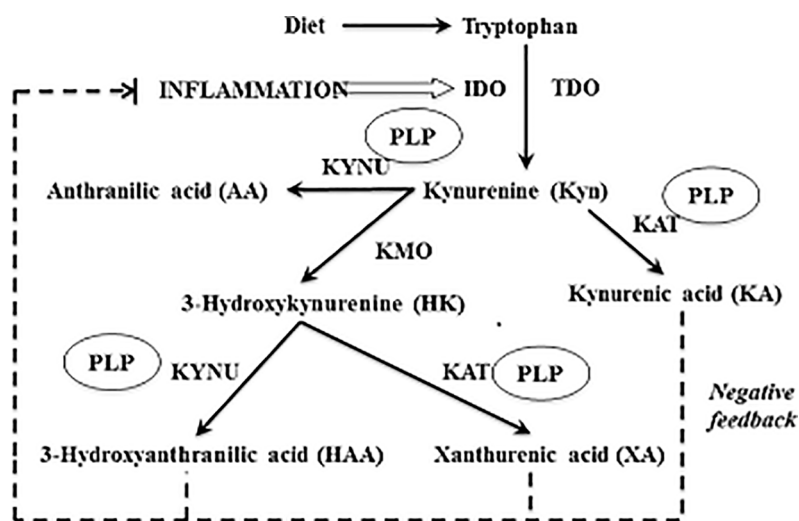 Diet Tryptophan
INFLAMMATION IDO TDO
PLP
KYNU
Anthranilic acid (AA) Kynurenine (Kyn) PLP
KAT
KMO
3-Hydroxykynurenine (HK) Kynurenic acid (KA)
PLP KYNU KAT PLP
Negative
feedback
3-Hydroxyanthranilic acid (HAA) Xanthurenic acid (XA)